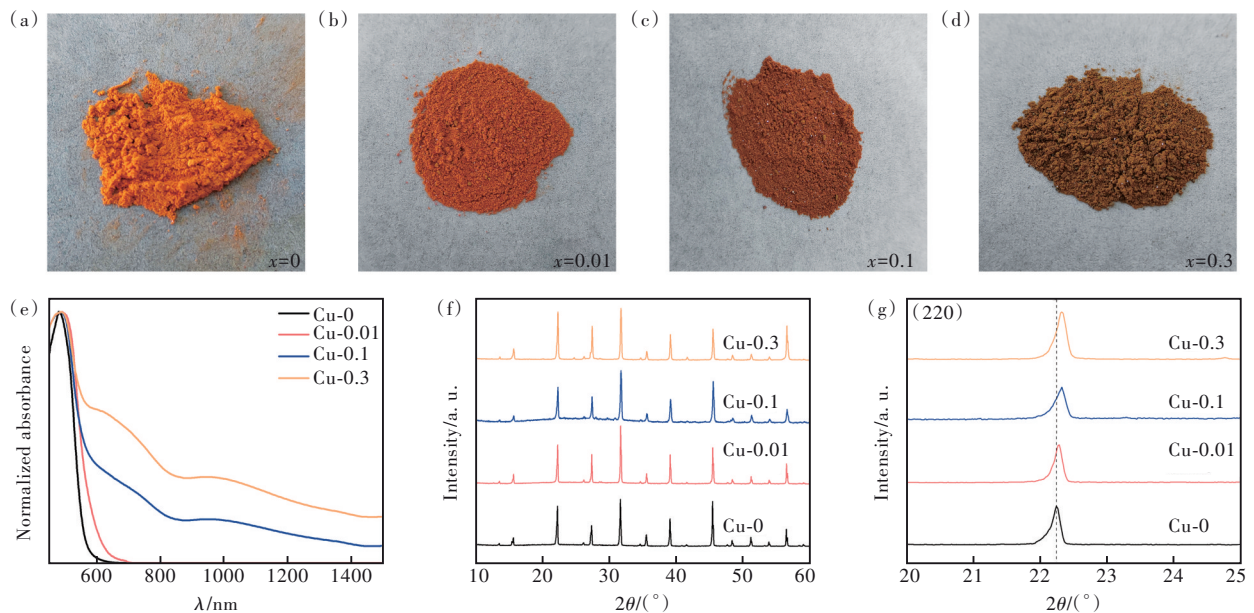 (a)
(b)
(c)
(d)
x=0
x=0.01
x=0.1
x=0.3
(e)
Normalized absorbance
Cu-0
Cu-0.01
Cu-0.1
Cu-0.3
600 800 1000 1200 1400
λ/nm
(f)
Intensity/a. u.
Cu-0.3
Cu-0.1
Cu-0.01
Cu-0
10 20 30 40 50 60
2θ/(°)
(g)
(220)
Intensity/a. u.
Cu-0.3
Cu-0.1
Cu-0.01
Cu-0
20 21 22 23 24 25
2θ/(°)